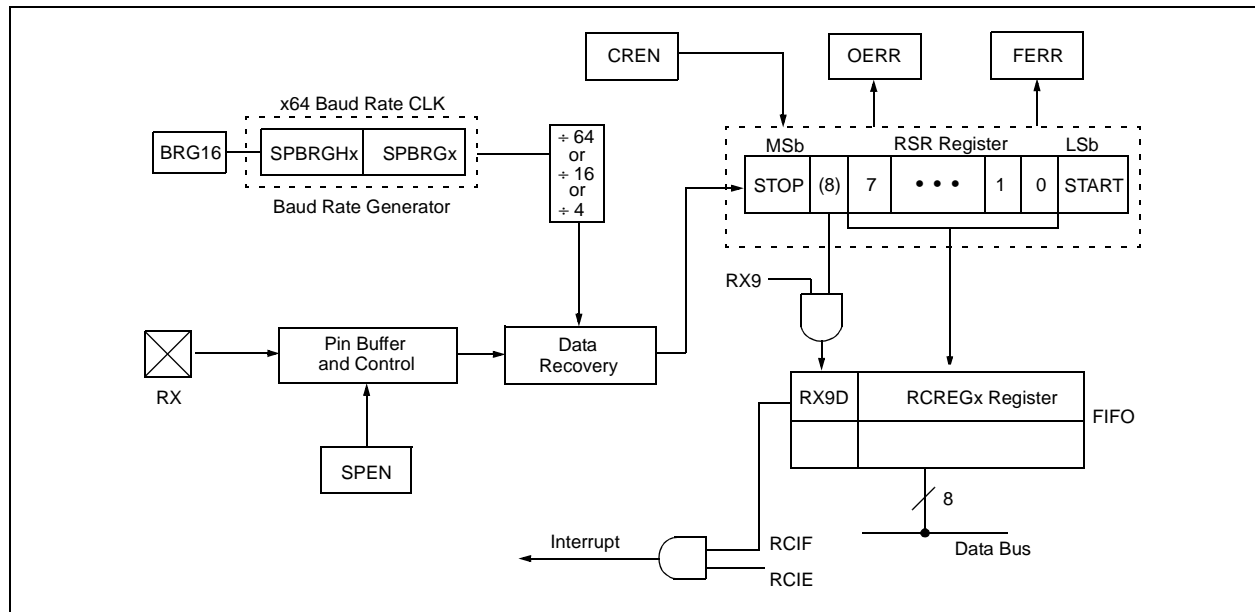 CREN
OERR
FERR
x64 Baud Rate CLK
BRG16
SPBRGHx
SPBRGx
Baud Rate Generator
÷ 64
or
÷ 16
or
÷ 4
MSb
RSR Register
LSb
STOP
(8)
7
• • •
1
0
START
RX9
RX
Pin Buffer
and Control
Data
Recovery
SPEN
RX9D
RCREGx Register
FIFO
8
Data Bus
Interrupt
RCIF
RCIE